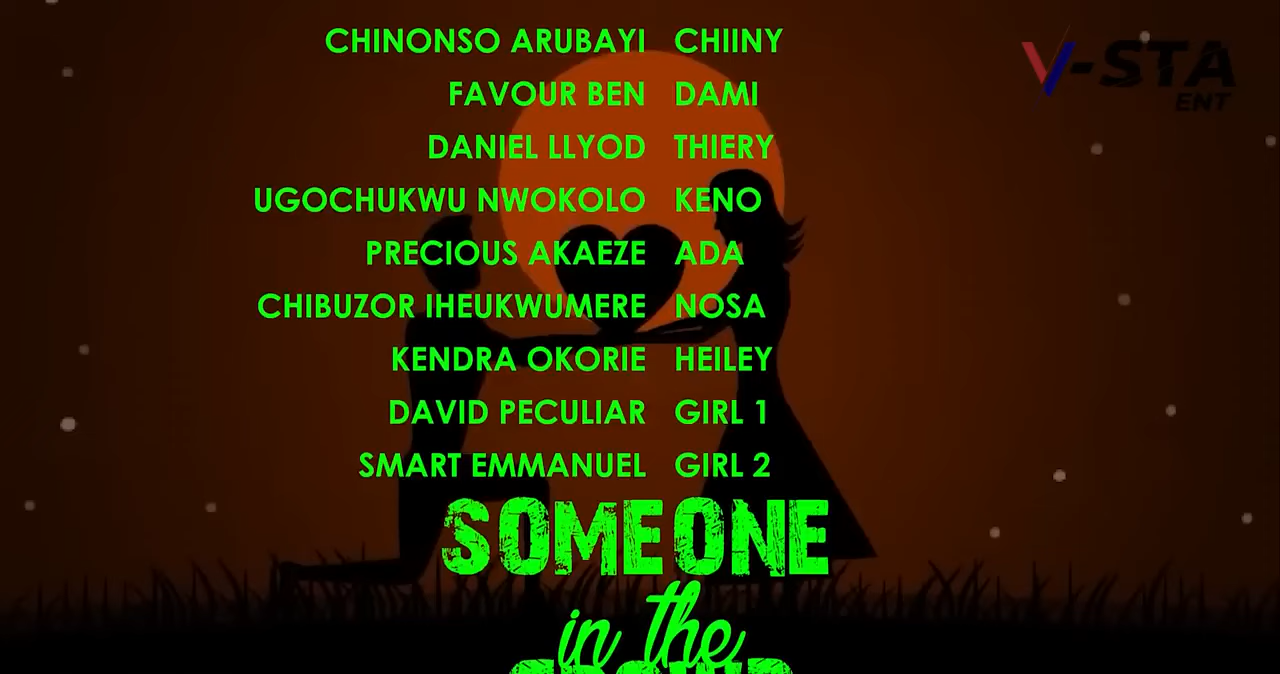 CHINONSO ARUBAYI CHIINY
FAVOUR BEN DAMI
DANIEL LLYOD THIERY
UGOCHUKWU NWOKOLO KENO
PRECIOUS AKAEZE ADA
CHIBUZOR IHEUKWUMERE NOSA
KENDRA OKORIE HEILEY
DAVID PECULIAR GIRL 1
SMART EMMANUEL GIRL 2
SOMEONE
in the
V-STA
ENT